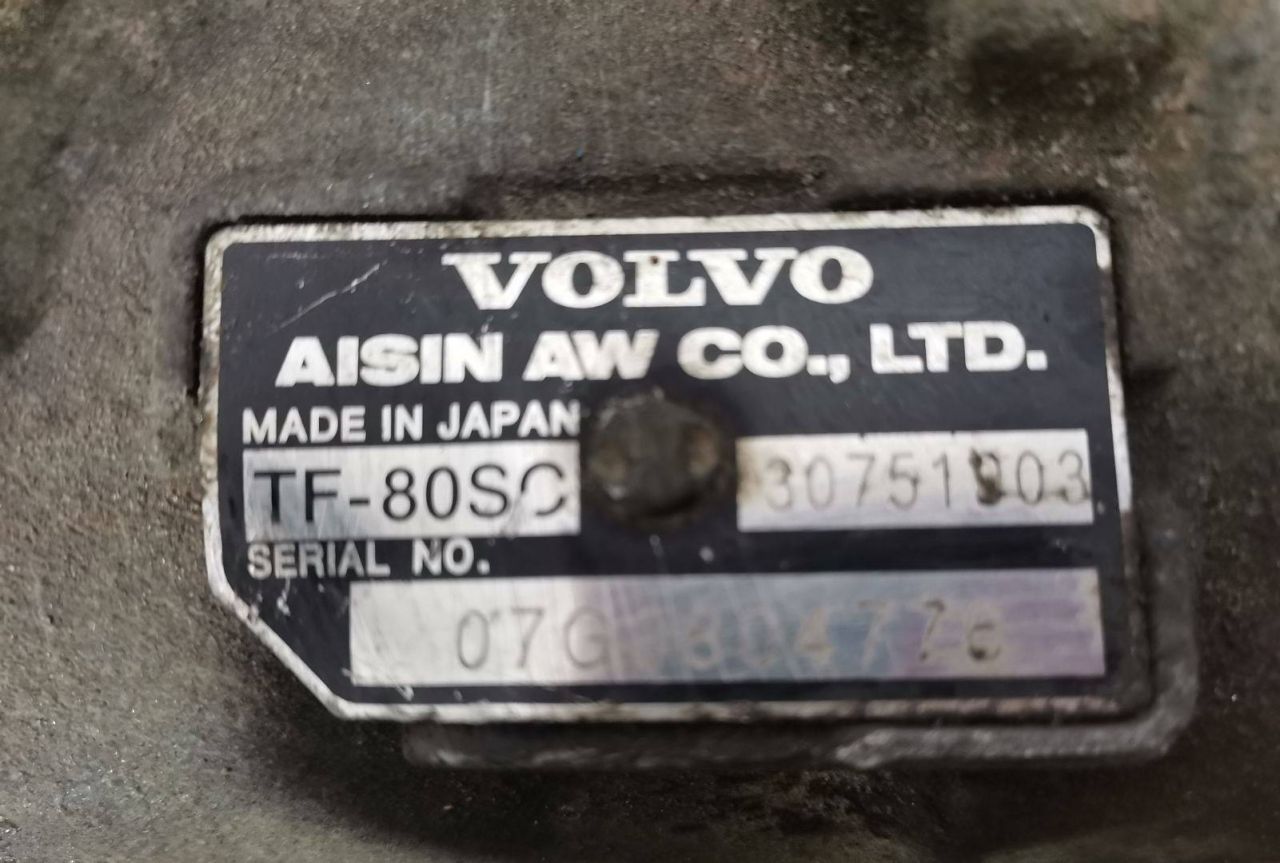 VOLVO
AISIN AW CO., LTD.
MADE IN JAPAN
TF-80SC
SERIAL NO.